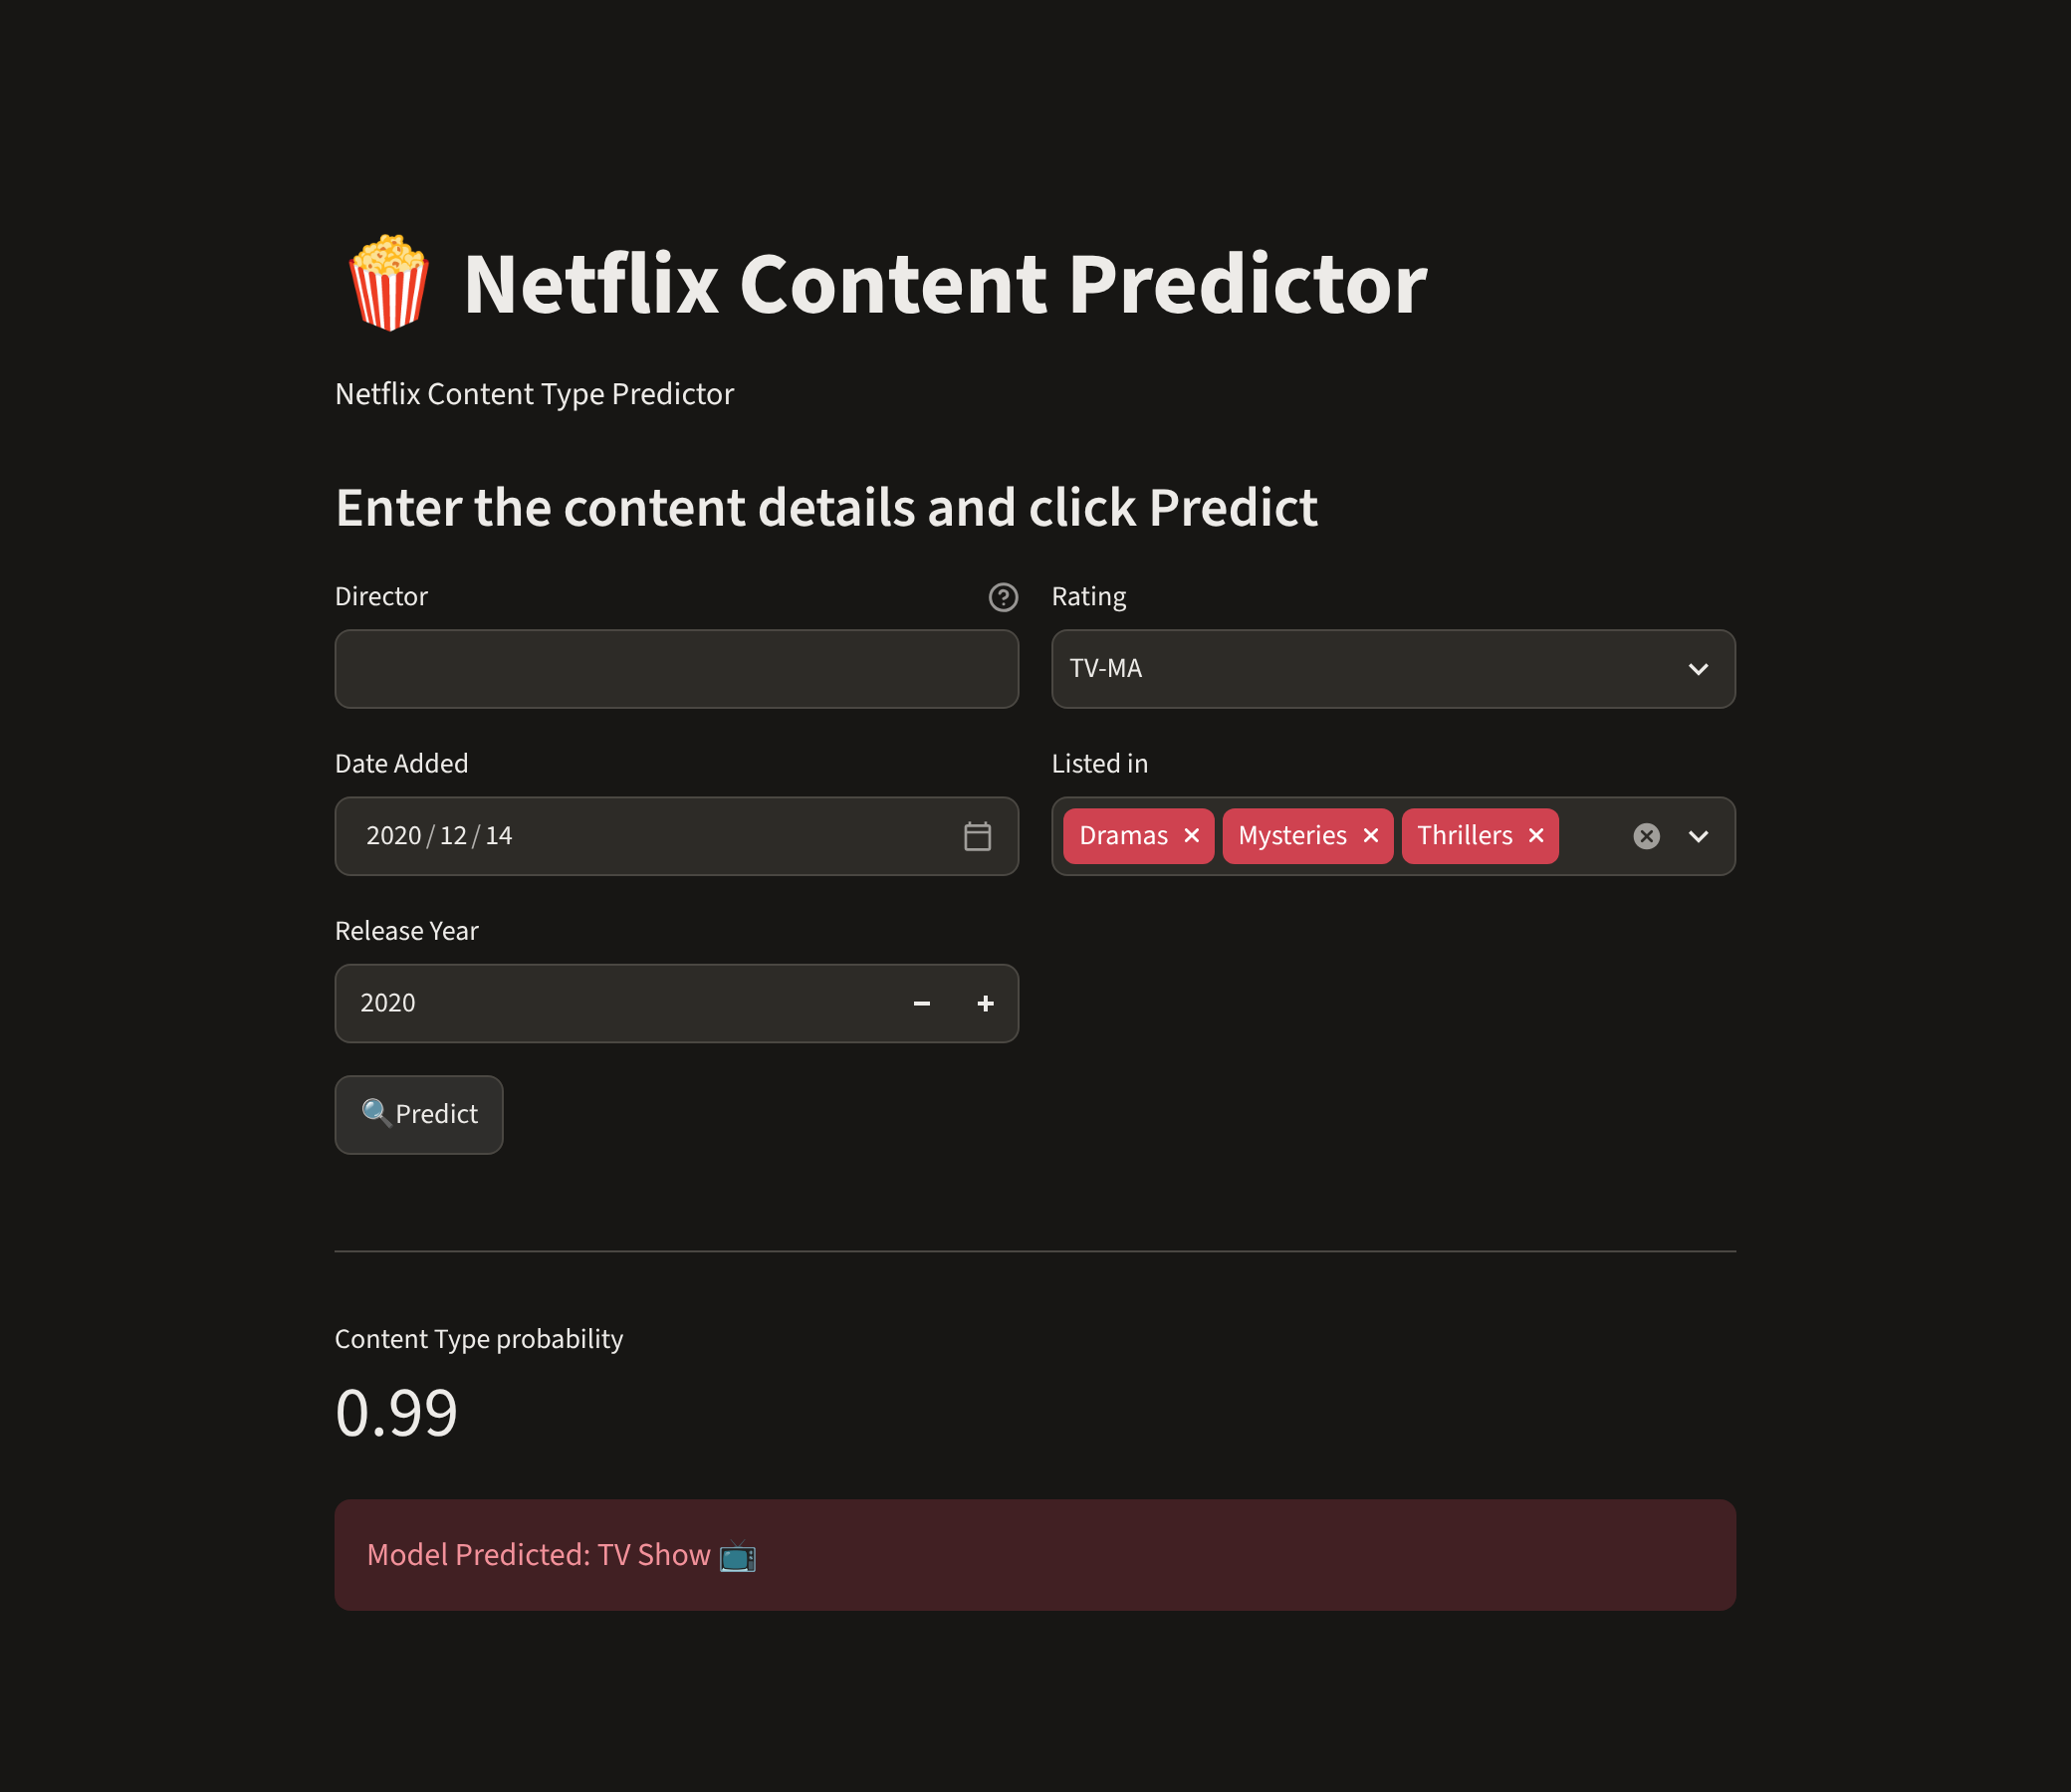 🍿 Netflix Content Predictor
Netflix Content Type Predictor
Enter the content details and click Predict
Director
Rating
TV-MA
Date Added
2020/12/14
Listed in
Dramas Mysteries Thrillers
Release Year
2020
🔍Predict
Content Type probability
0.99
Model Predicted: TV Show 📺